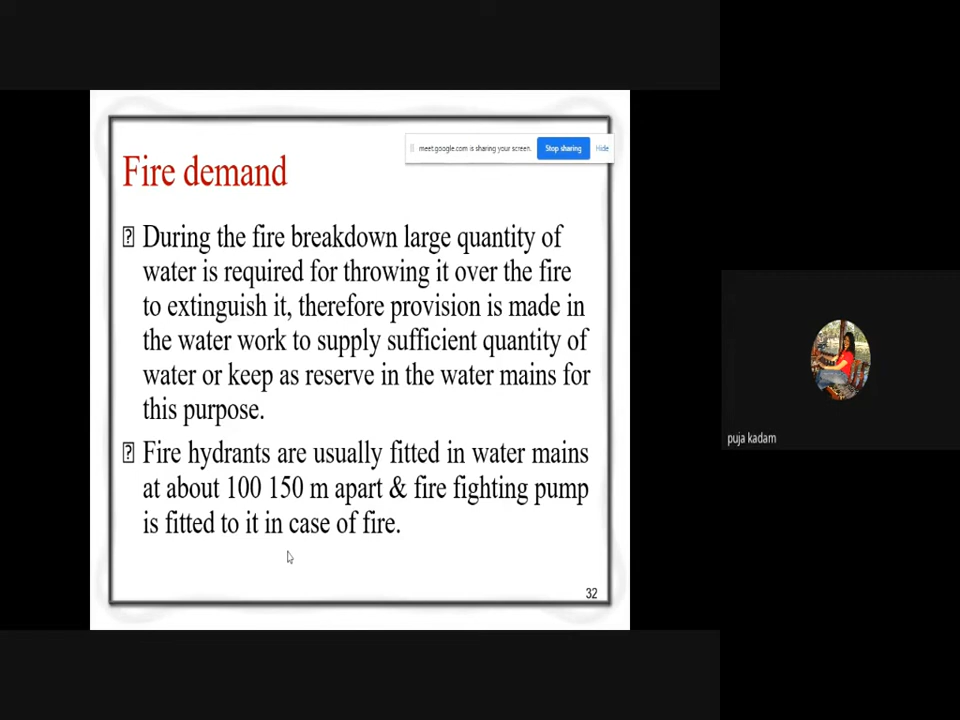 meet.google.com is sharing your screen.
Stop sharing
Hide
Fire demand
During the fire breakdown large quantity of
water is required for throwing it over the fire
to extinguish it, therefore provision is made in
the water work to supply sufficient quantity of
water or keep as reserve in the water mains for
this purpose.
Fire hydrants are usually fitted in water mains
at about 100 150 m apart & fire fighting pump
is fitted to it in case of fire.
32
puja kadam